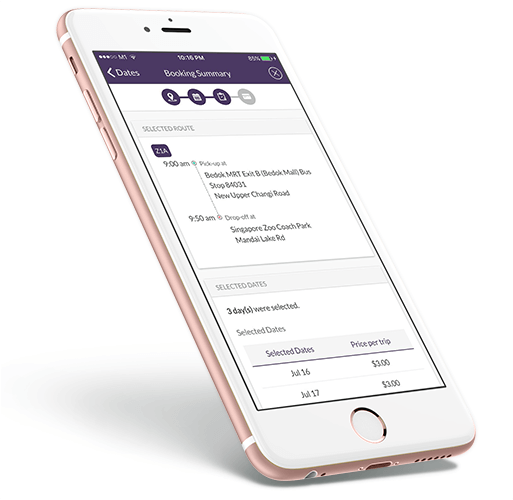 M1 10:16 PM 85%
Dates Booking Summary
SELECTED ROUTE
Z1A
9:00 am Pick-up at
Bedok MRT Exit B (Bedok Mall) Bus
Stop 84031
New Upper Changi Road
9:50 am Drop-off at
Singapore Zoo Coach Park
Mandai Lake Rd
SELECTED DATES
3 day(s) were selected.
Selected Dates
Selected Dates Price per trip
Jul 16 $3.00
Jul 17 $3.00